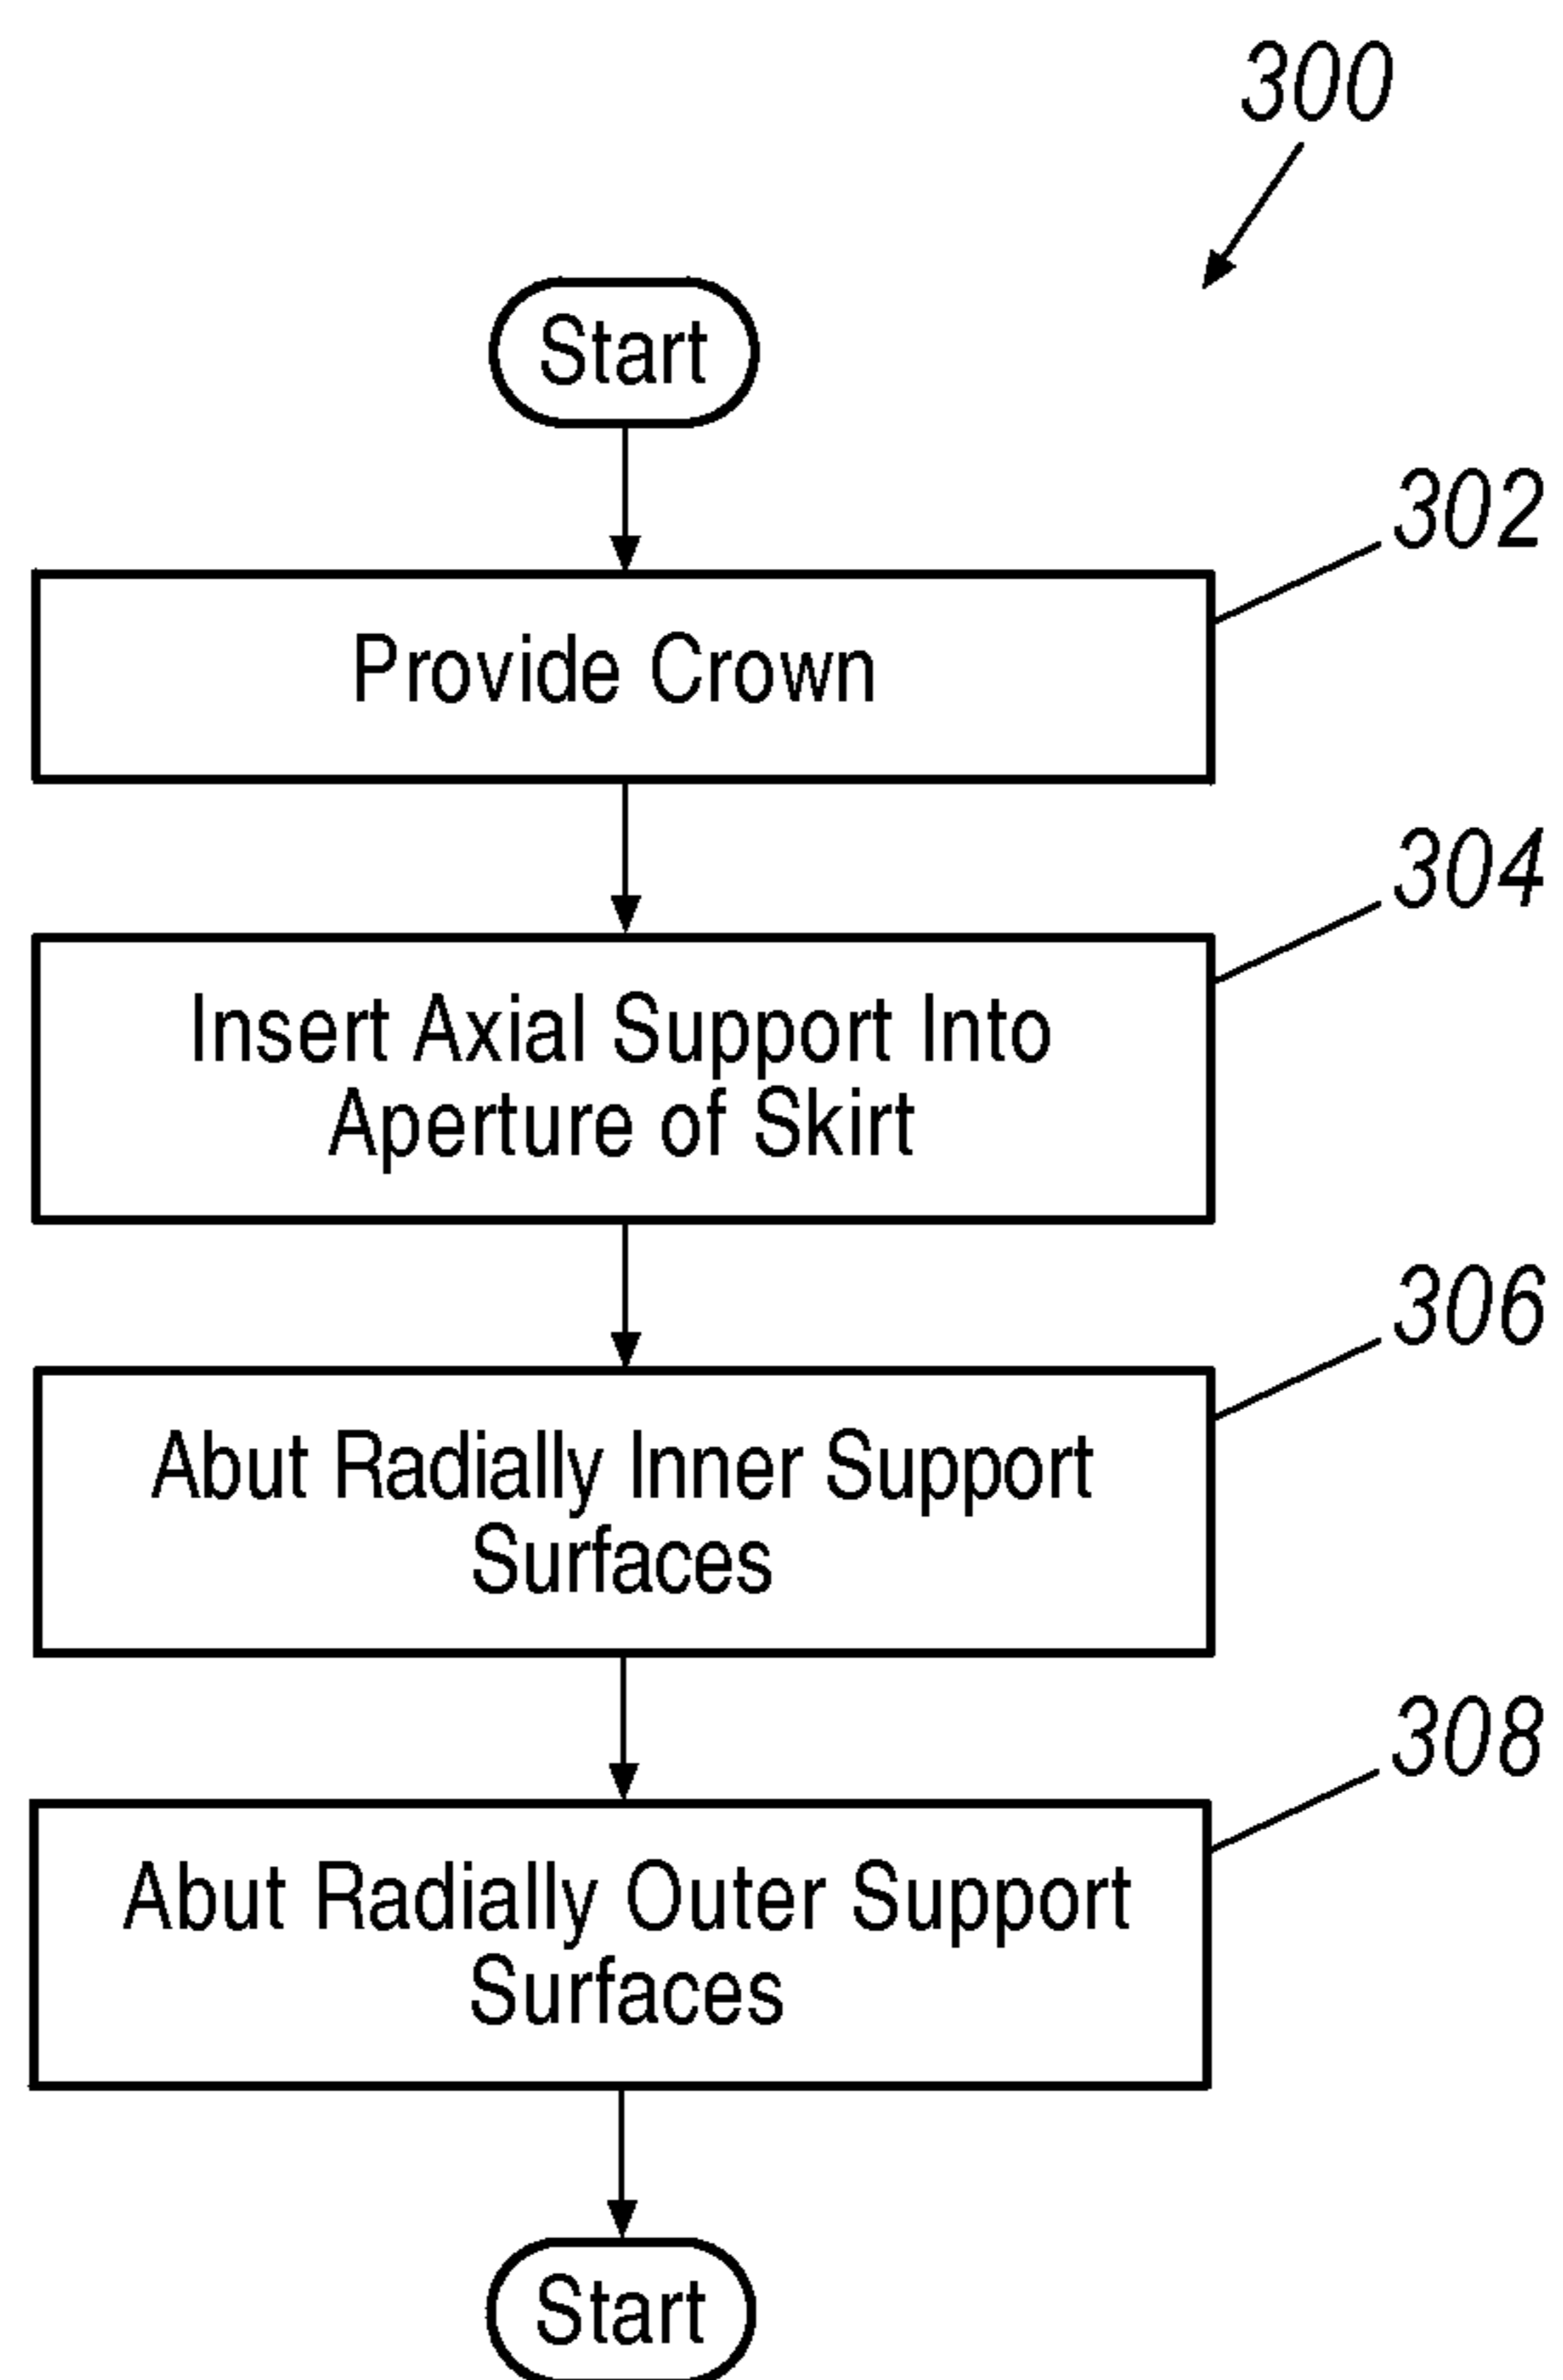 300
Start
302
Provide Crown
304
Insert Axial Support Into
Aperture of Skirt
306
Abut Radially Inner Support
Surfaces
308
Abut Radially Outer Support
Surfaces
Start